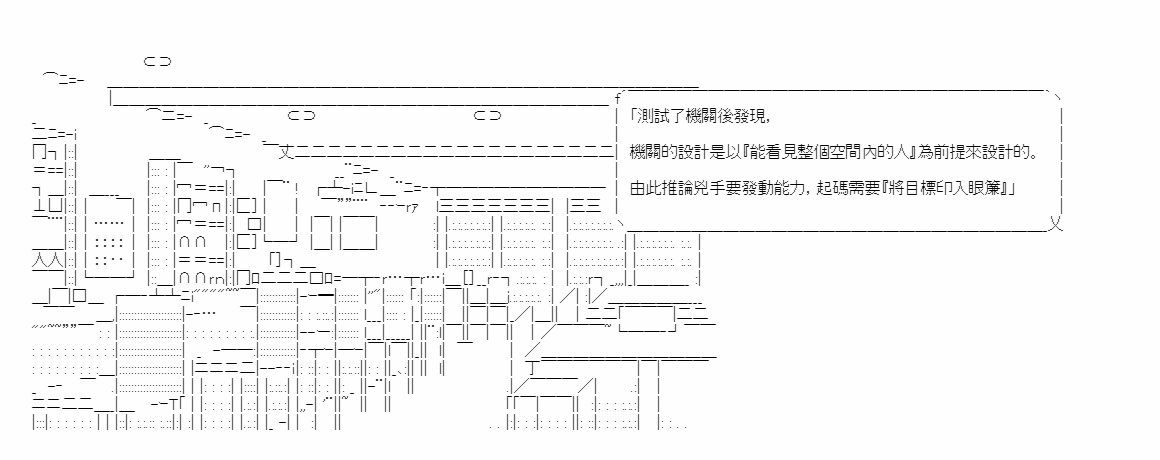 「測試了機關後發現，
機關的設計是以『能看見整個空間內的人』為前提來設計的。
由此推論兇手要發動能力，起碼需要『將目標印入眼簾』」